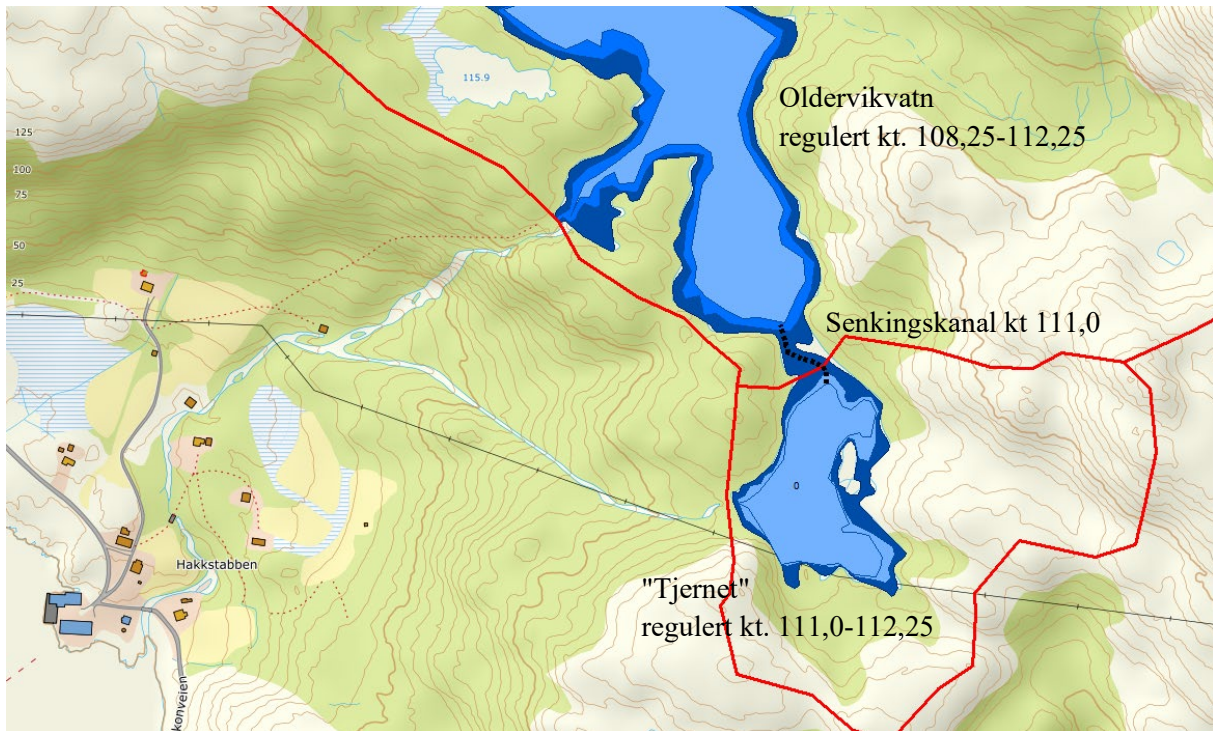 115.9
Oldervikvatn
regulert kt. 108,25-112,25
125
100
75
50
25
Senkingskanal kt 111,0
0
Hakkstabben
"Tjernet"
regulert kt. 111,0-112,25
konveien